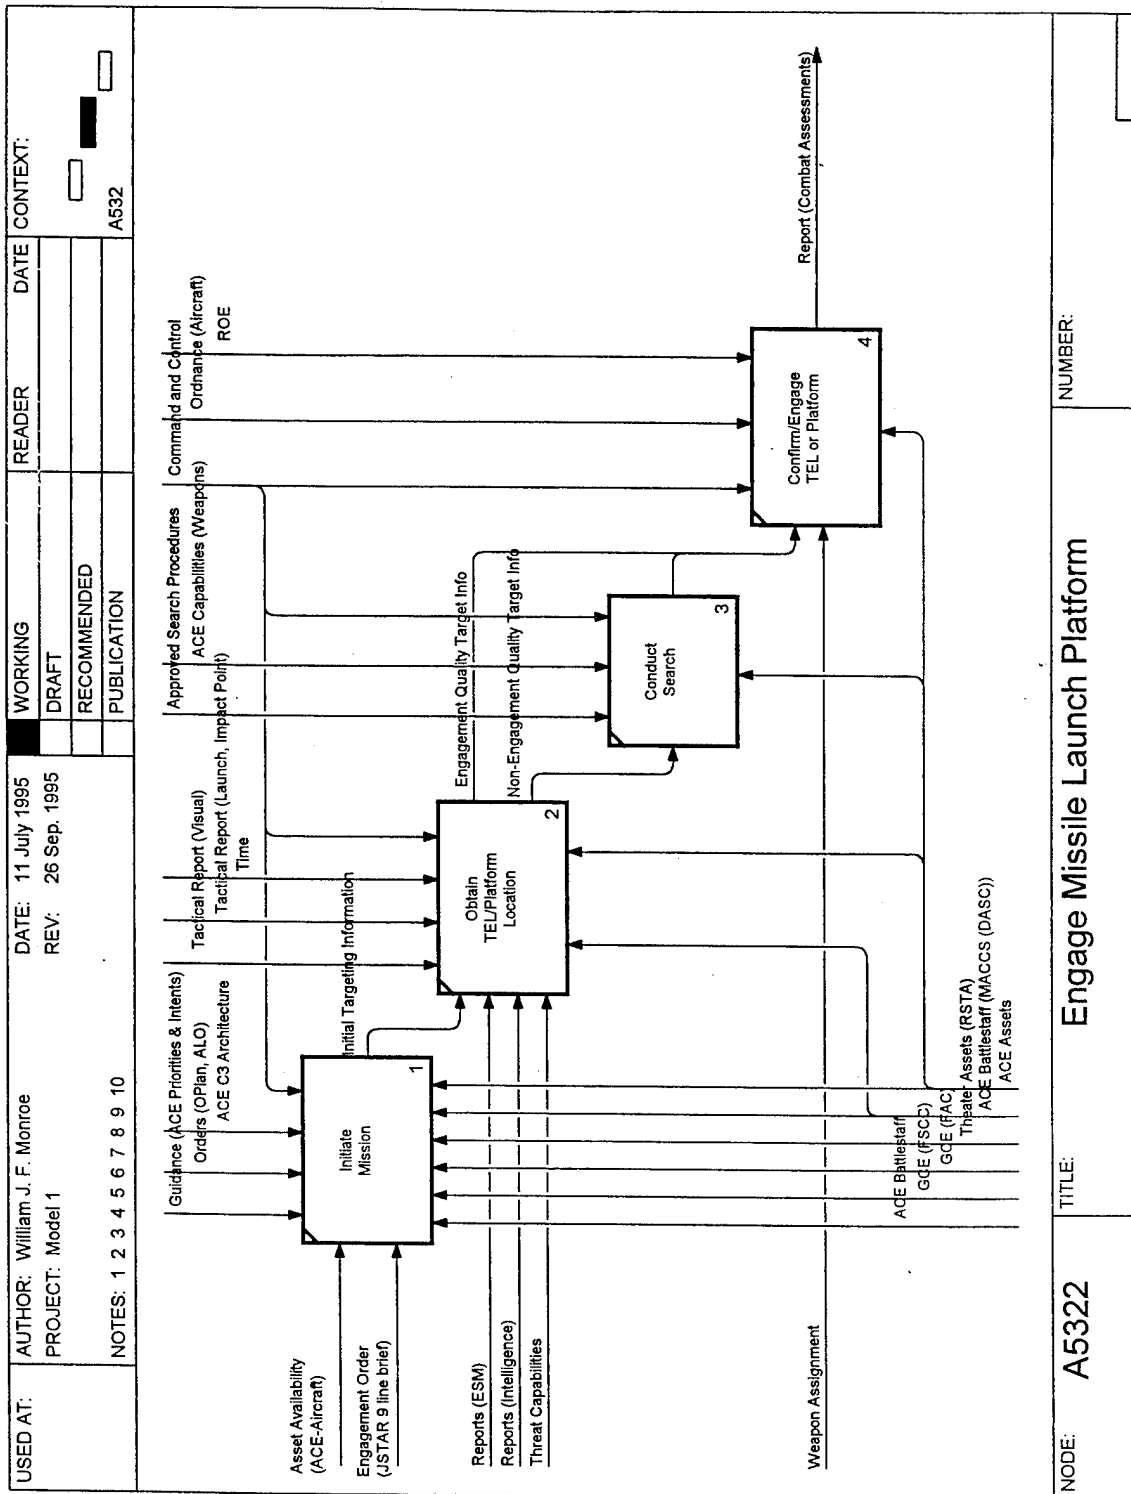 USED AT:
AUTHOR: William J. F. Monroe
PROJECT: Model 1
NOTES: 1 2 3 4 5 6 7 8 9 10
DATE: 11 July 1995
REV: 26 Sep. 1995
WORKING
DRAFT
RECOMMENDED
PUBLICATION
READER
DATE
CONTEXT:
A532
Guidance (ACE Priorities & Intents)
Orders (OPlan, ALO)
ACE C3 Architecture
Tactical Report (Visual)
Tactical Report (Launch, Impact Point)
Time
Approved Search Procedures
ACE Capabilities (Weapons)
Command and Control
Ordnance (Aircraft)
ROE
Asset Availability
(ACE-Aircraft)
Engagement Order
(JSTAR 9 line brief)
Initiate
Mission
1
Initial Targeting Information
Reports (ESM)
Reports (Intelligence)
Threat Capabilities
Obtain
TEL/Platform
Location
2
Engagement Quality Target Info
Non-Engagement Quality Target Info
Conduct
Search
3
Weapon Assignment
Confirm/Engage
TEL or Platform
4
Report (Combat Assessments)
ACE Battlestaff
GCE (FSCC)
GCE (FAC)
Theater Assets (RSTA)
ACE Battlestaff (MACCS (DASC))
ACE Assets
NODE:
A5322
TITLE:
Engage Missile Launch Platform
NUMBER: